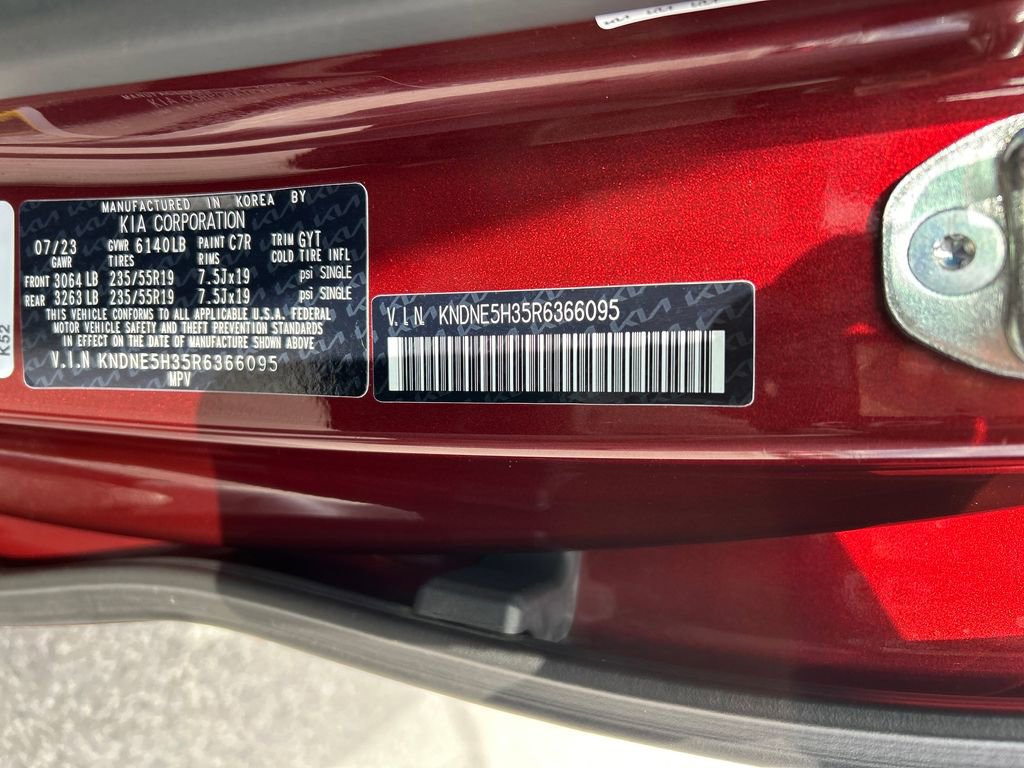 MANUFACTURED IN KOREA BY
KIA CORPORATION
07/23 GVWR 6140LB PAINT C7R TRIM GYT
GAWR TIRES RIMS COLD TIRE INFL
FRONT 3064 LB 235/55R19 7.5Jx19 psi SINGLE
REAR 3263 LB 235/55R19 7.5Jx19 psi SINGLE
THIS VEHICLE CONFORMS TO ALL APPLICABLE U.S.A. FEDERAL
MOTOR VEHICLE SAFETY AND THEFT PREVENTION STANDARDS
IN EFFECT ON THE DATE OF MANUFACTURE SHOWN ABOVE
V.I.N KNDNE5H35R6366095
MPV
V.I.N. KNDNE5H35R6366095
K52